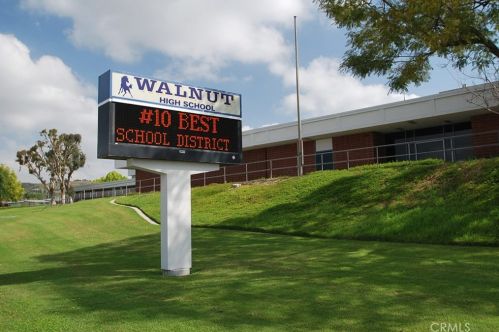 WALNUT
HIGH SCHOOL
#10 BEST
SCHOOL DISTRICT
CRMLS